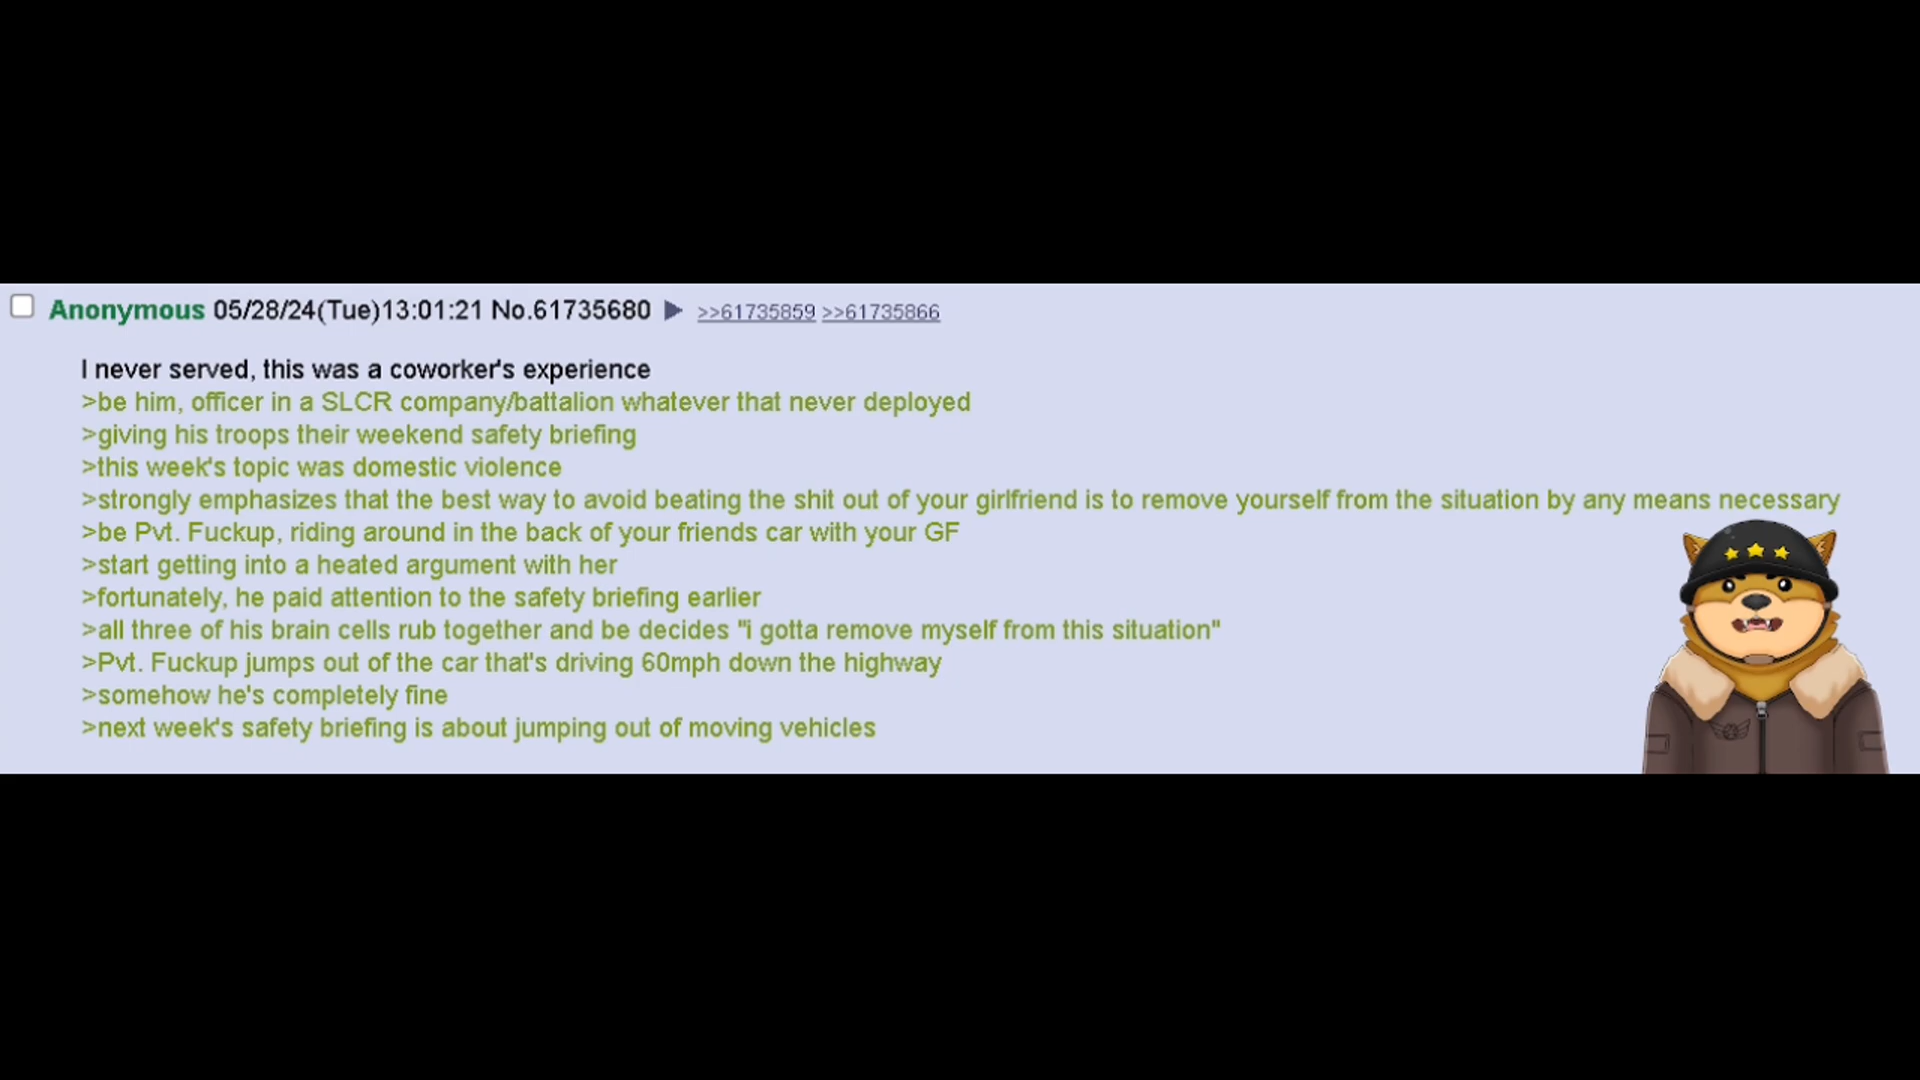 Anonymous 05/28/24(Tue)13:01:21 No.61735680 ▶ >>61735859 >>61735866
I never served, this was a coworker's experience
>be him, officer in a SLCR company/battalion whatever that never deployed
>giving his troops their weekend safety briefing
>this week's topic was domestic violence
>strongly emphasizes that the best way to avoid beating the shit out of your girlfriend is to remove yourself from the situation by any means necessary
>be Pvt. Fuckup, riding around in the back of your friends car with your GF
>start getting into a heated argument with her
>fortunately, he paid attention to the safety briefing earlier
>all three of his brain cells rub together and be decides "i gotta remove myself from this situation"
>Pvt. Fuckup jumps out of the car that's driving 60mph down the highway
>somehow he's completely fine
>next week's safety briefing is about jumping out of moving vehicles